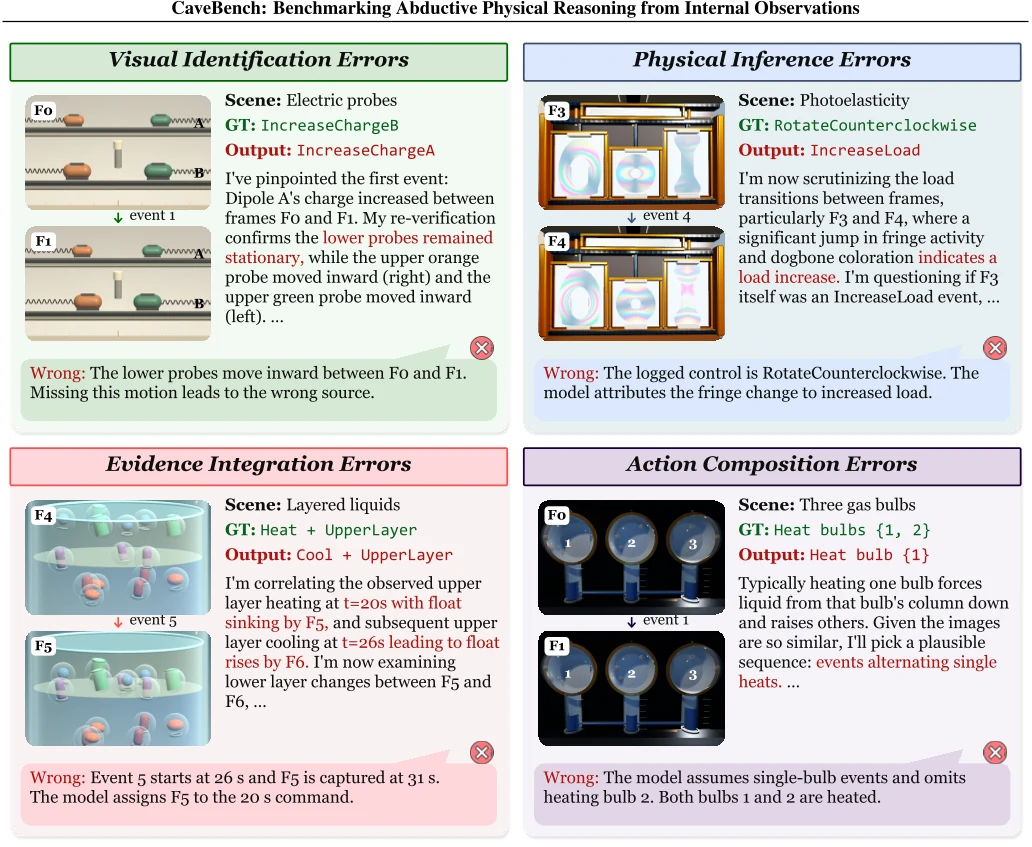 CaveBench: Benchmarking Abductive Physical Reasoning from Internal Observations
Visual Identification Errors
F0
A
B
event 1
F1
A
B
Scene: Electric probes
GT: IncreaseChargeB
Output: IncreaseChargeA
I've pinpointed the first event:
Dipole A's charge increased between
frames F0 and F1. My re-verification
confirms the lower probes remained
stationary, while the upper orange
probe moved inward (right) and the
upper green probe moved inward
(left). ...
Wrong: The lower probes move inward between F0 and F1.
Missing this motion leads to the wrong source.
Physical Inference Errors
F3
event 4
F4
Scene: Photoelasticity
GT: RotateCounterclockwise
Output: IncreaseLoad
I'm now scrutinizing the load
transitions between frames,
particularly F3 and F4, where a
significant jump in fringe activity
and dogbone coloration indicates a
load increase. I'm questioning if F3
itself was an IncreaseLoad event, ...
Wrong: The logged control is RotateCounterclockwise. The
model attributes the fringe change to increased load.
Evidence Integration Errors
F4
event 5
F5
Scene: Layered liquids
GT: Heat + UpperLayer
Output: Cool + UpperLayer
I'm correlating the observed upper
layer heating at t=20s with float
sinking by F5, and subsequent upper
layer cooling at t=26s leading to float
rises by F6. I'm now examining
lower layer changes between F5 and
F6, ...
Wrong: Event 5 starts at 26 s and F5 is captured at 31 s.
The model assigns F5 to the 20 s command.
Action Composition Errors
F0
1 2 3
event 1
F1
1 2 3
Scene: Three gas bulbs
GT: Heat bulbs {1, 2}
Output: Heat bulb {1}
Typically heating one bulb forces
liquid from that bulb's column down
and raises others. Given the images
are so similar, I'll pick a plausible
sequence: events alternating single
heats. ...
Wrong: The model assumes single-bulb events and omits
heating bulb 2. Both bulbs 1 and 2 are heated.